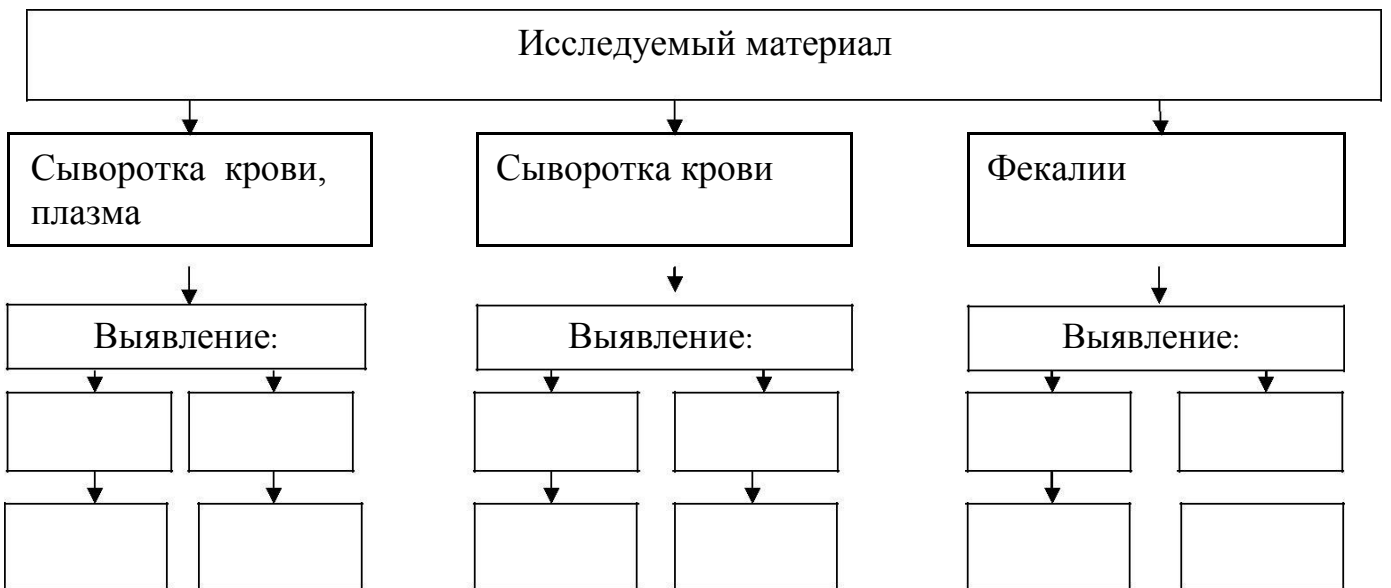 Исследуемый материал
Сыворотка крови,
плазма
Сыворотка крови
Фекалии
Выявление:
Выявление:
Выявление: